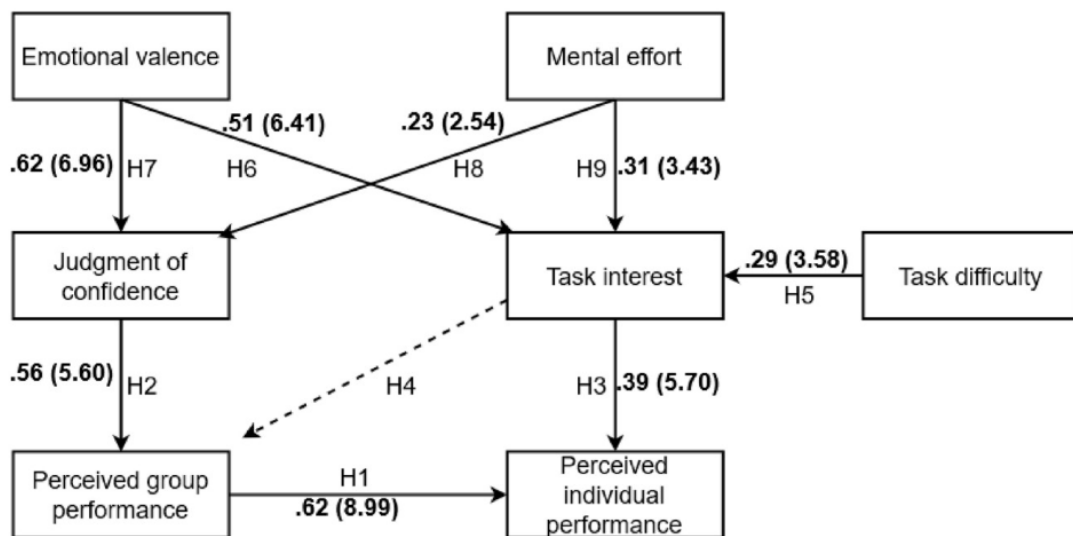 Emotional valence
Mental effort
.51 (6.41)
.23 (2.54)
.62 (6.96)
H7
H6
H8
H9
.31 (3.43)
Judgment of
confidence
Task interest
.29 (3.58)
H5
Task difficulty
.56 (5.60)
H2
H4
H3
.39 (5.70)
Perceived group
performance
H1
.62 (8.99)
Perceived
individual
performance